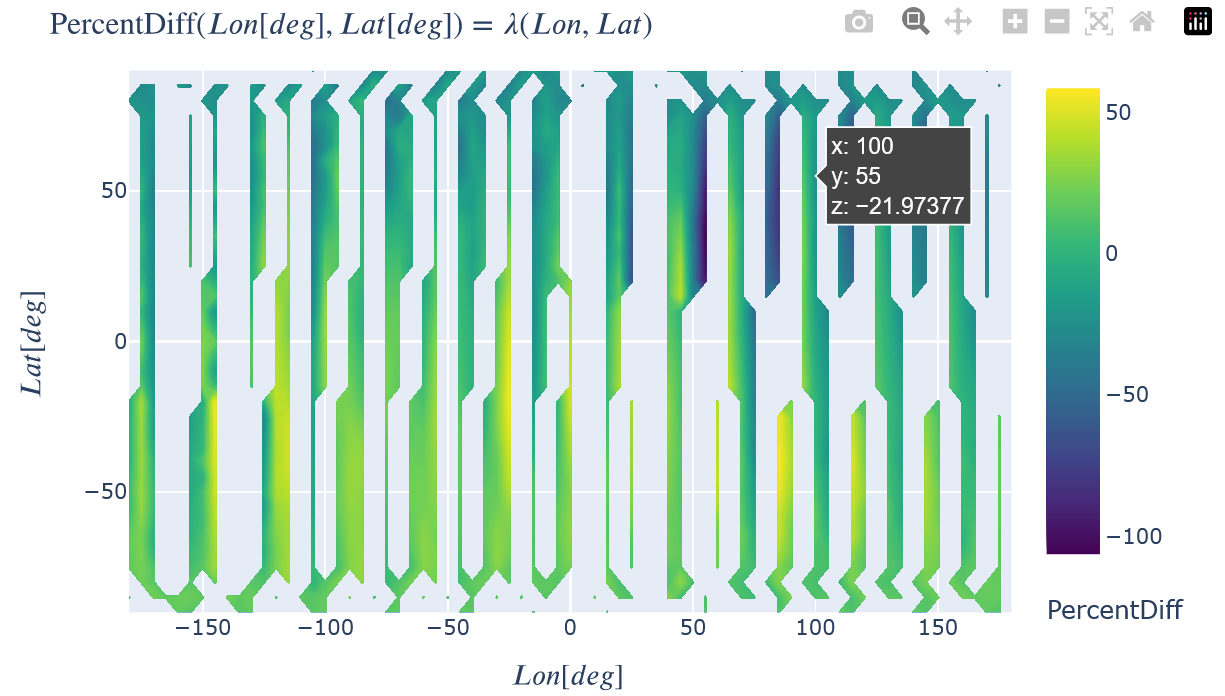 PercentDiff(Lon[deg], Lat[deg]) = λ(Lon, Lat)
50
0
−50
−150
−100
−50
0
50
100
150
Lat[deg]
Lon[deg]
x: 100
y: 55
z: −21.97377
50
0
−50
−100
PercentDiff